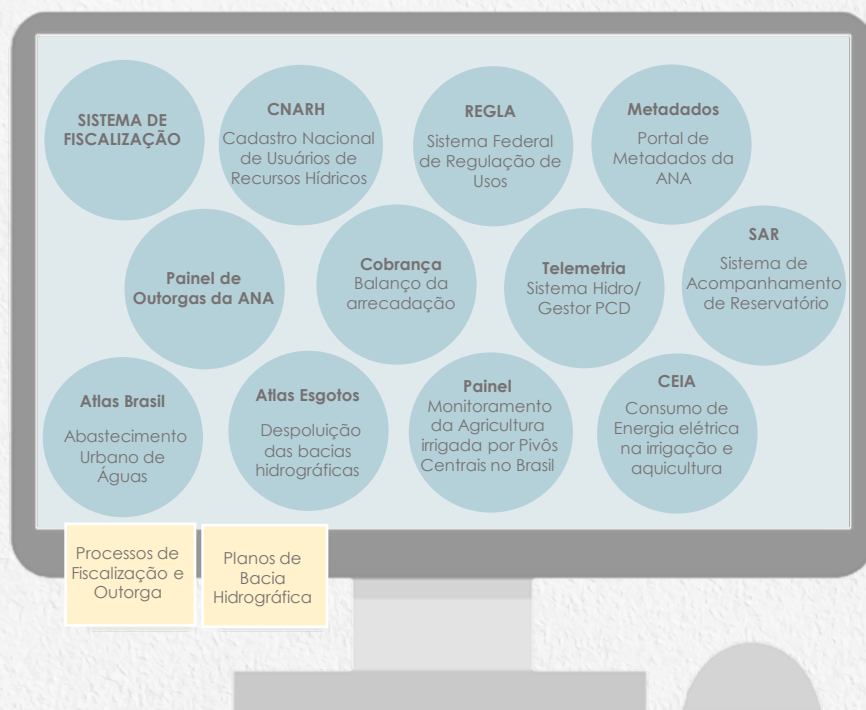 SISTEMA DE
FISCALIZAÇÃO
CNARH
Cadastro Nacional
de Usuários de
Recursos Hídricos
REGLA
Sistema Federal
de Regulação de
Usos
Metadados
Portal de
Metadados da
ANA
Painel de
Outorgas da ANA
Cobrança
Balanço da
arrecadação
Telemetria
Sistema Hidro/
Gestor PCD
SAR
Sistema de
Acompanhamento
de Reservatório
Atlas Brasil
Abastecimento
Urbano de
Águas
Atlas Esgotos
Despoluição
das bacias
hidrográficas
Painel
Monitoramento
da Agricultura
irrigada por Pivôs
Centrais no Brasil
CEIA
Consumo de
Energia elétrica
na irrigação e
aquicultura
Processos de
Fiscalização e
Outorga
Planos de
Bacia
Hidrográfica